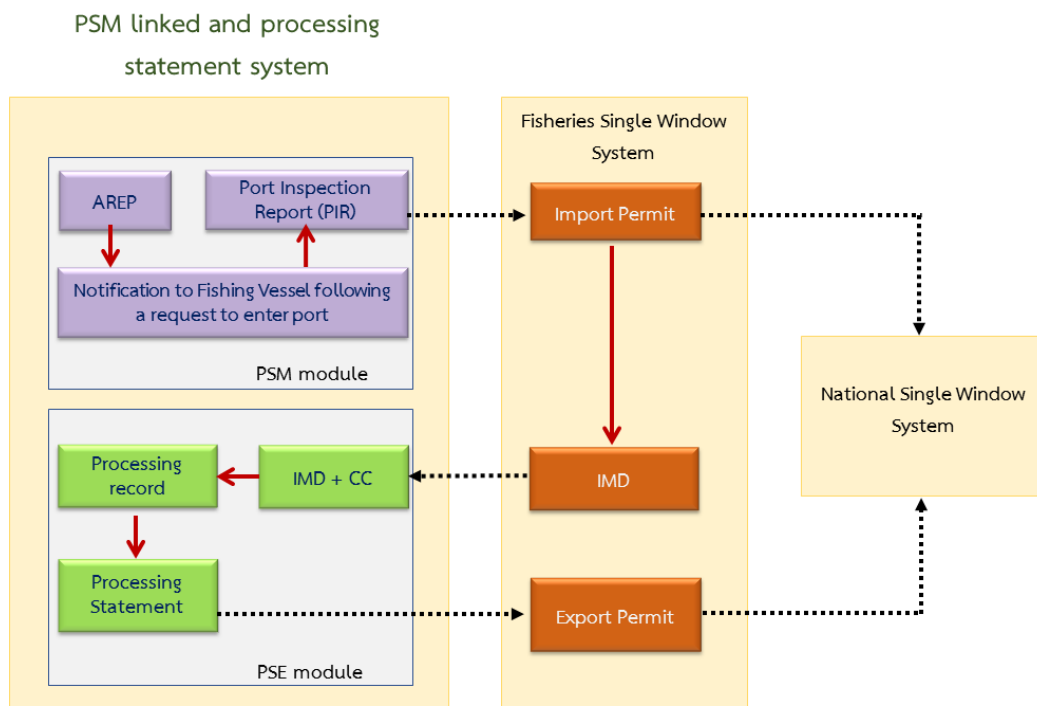 PSM linked and processing
statement system
AREP
Port Inspection
Report (PIR)
Notification to Fishing Vessel following
a request to enter port
PSM module
Processing
record
IMD + CC
Processing
Statement
PSE module
Fisheries Single Window
System
Import Permit
IMD
Export Permit
National Single Window
System